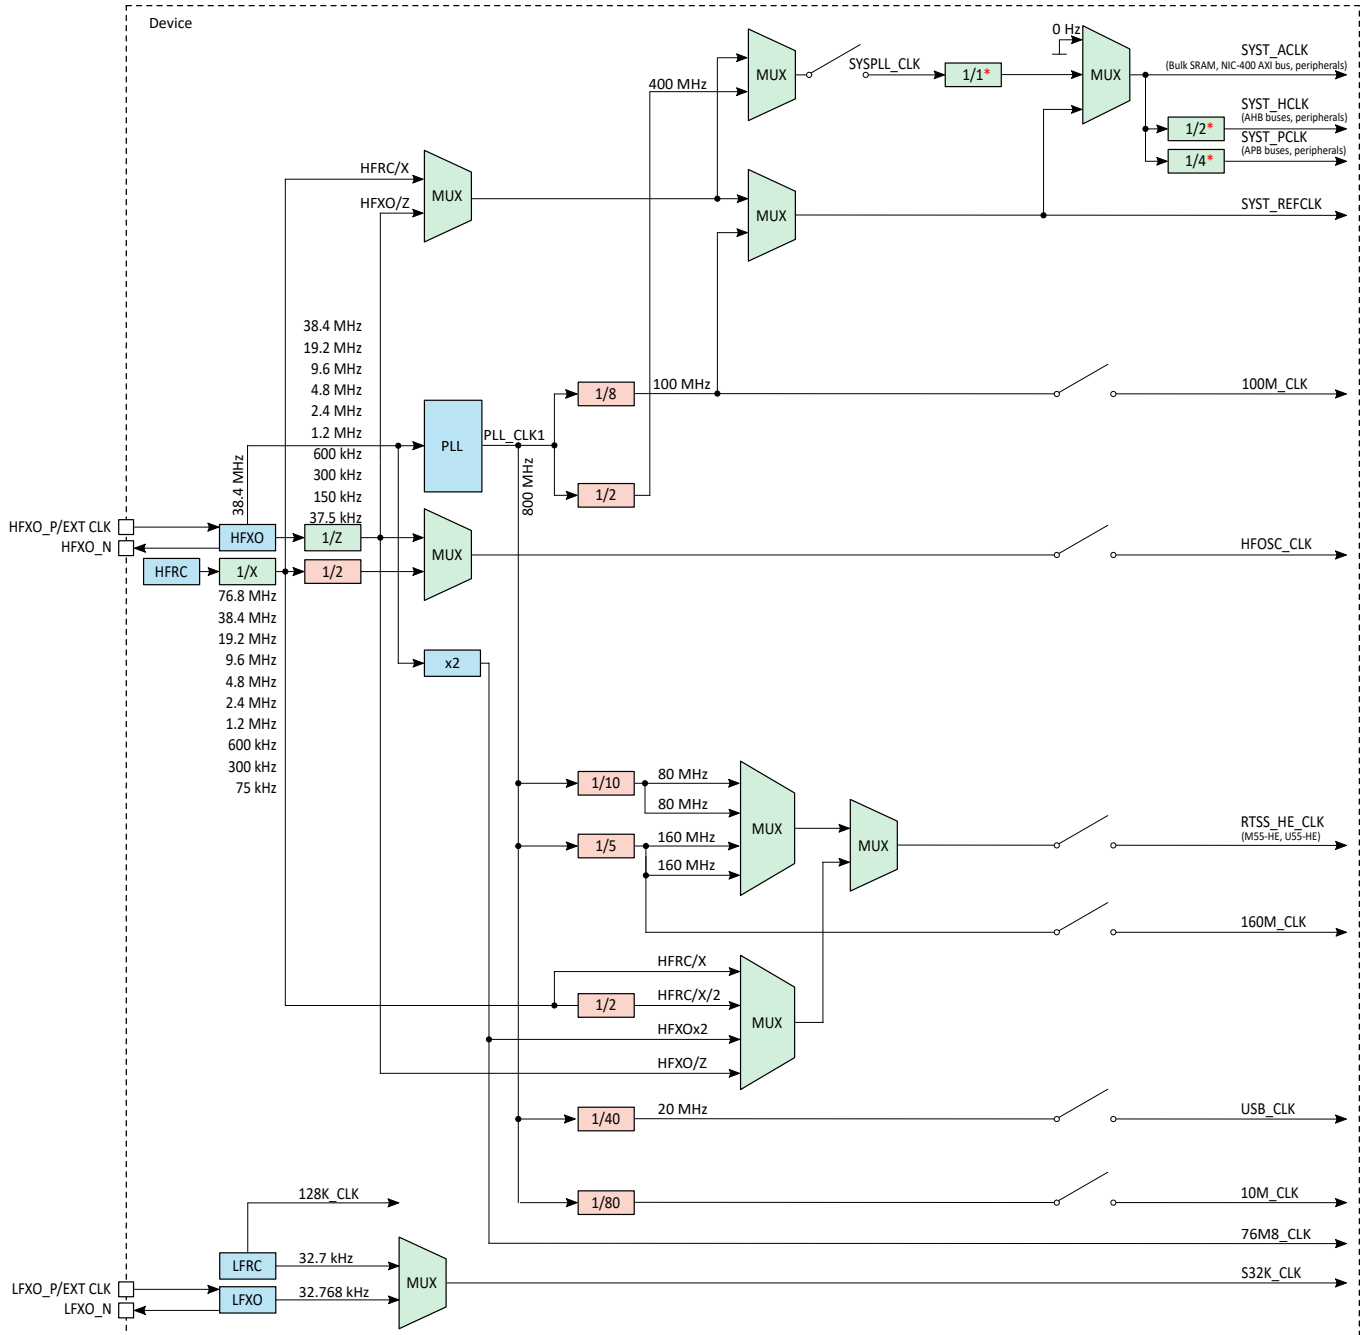 Device
0 Hz
SYST_ACLK
(Bulk SRAM, NIC-400 AXI bus, peripherals)
MUX
SYSPLL_CLK
1/1*
MUX
400 MHz
SYST_HCLK
(AHB buses, peripherals)
1/2*
SYST_PCLK
(APB buses, peripherals)
1/4*
HFRC/X
MUX
HFXO/Z
MUX
SYST_REFCLK
38.4 MHz
19.2 MHz
9.6 MHz
4.8 MHz
2.4 MHz
1.2 MHz
600 kHz
300 kHz
150 kHz
37.5 kHz
1/8
100 MHz
100M_CLK
PLL
PLL_CLK1
38.4 MHz
800 MHz
1/2
HFXO_P/EXT CLK
HFXO_N
HFXO
1/Z
MUX
HFOSC_CLK
HFRC
1/X
1/2
76.8 MHz
38.4 MHz
19.2 MHz
9.6 MHz
4.8 MHz
2.4 MHz
1.2 MHz
600 kHz
300 kHz
75 kHz
x2
1/10
80 MHz
80 MHz
MUX
1/5
160 MHz
160 MHz
MUX
RTSS_HE_CLK
(M55-HE, U55-HE)
160M_CLK
HFRC/X
1/2
HFRC/X/2
MUX
HFXOx2
HFXO/Z
1/40
20 MHz
USB_CLK
128K_CLK
1/80
10M_CLK
76M8_CLK
LFRC
32.7 kHz
MUX
S32K_CLK
LFXO_P/EXT CLK
LFXO_N
LFXO
32.768 kHz